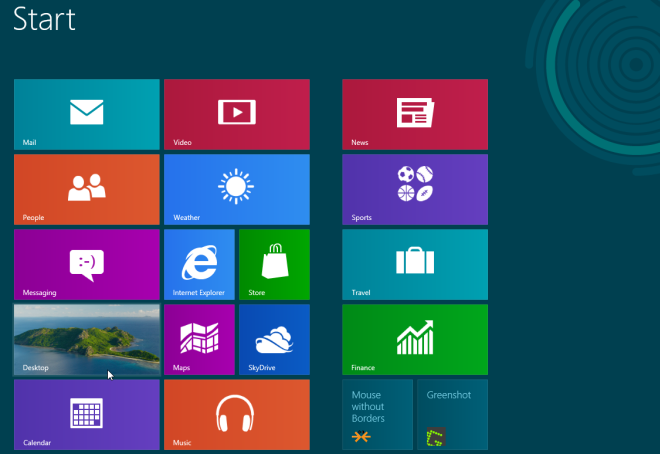 Start
Mail
Video
News
People
Weather
Sports
:-)
Messaging
Internet Explorer
Store
Travel
Desktop
Maps
SkyDrive
Finance
Calendar
Music
Mouse
without
Borders
Greenshot